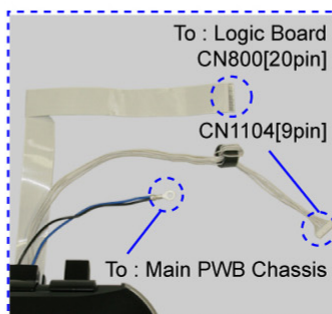 To : Logic Board
CN800[20pin]
CN1104[9pin]
To : Main PWB Chassis